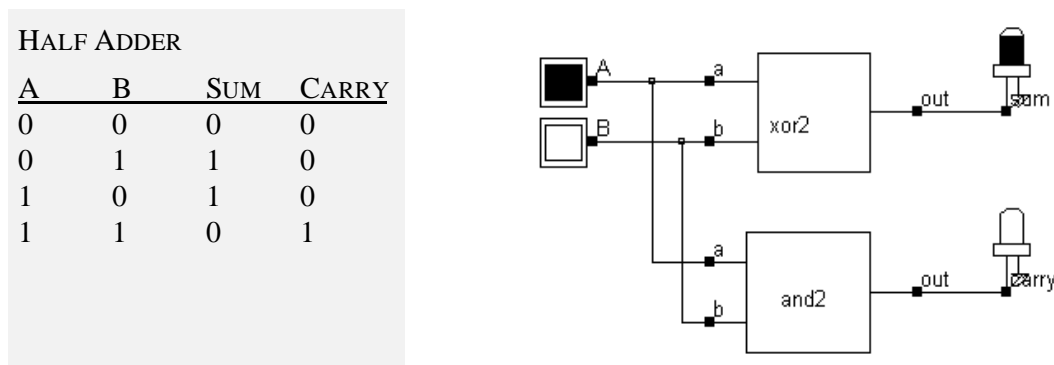 HALF ADDER
A B SUM CARRY
0 0 0 0
0 1 1 0
1 0 1 0
1 1 0 1
A
B
a
b
xor2
out
sum
a
b
and2
out
carry